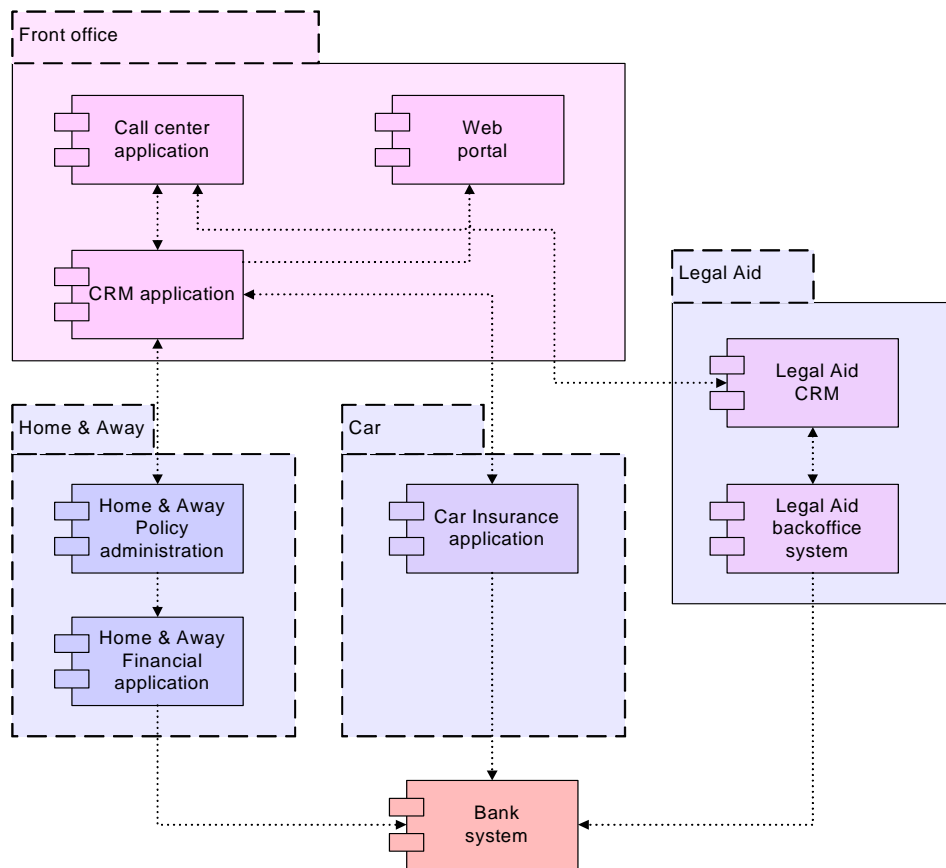 Front office
Call center
application
Web
portal
CRM application
Legal Aid
Legal Aid
CRM
Home & Away
Car
Home & Away
Policy
administration
Car Insurance
application
Legal Aid
backoffice
system
Home & Away
Financial
application
Bank
system